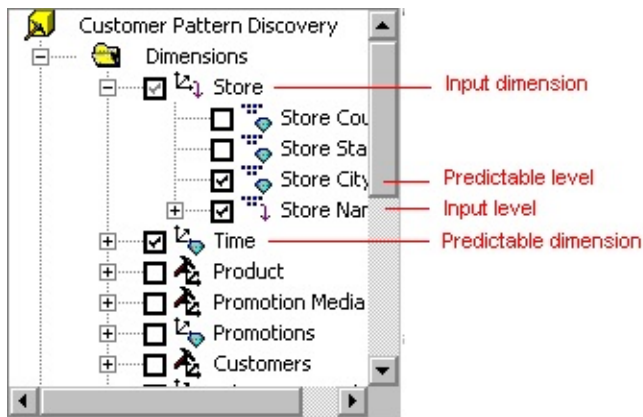 Customer Pattern Discovery
Dimensions
Store Input dimension
Store Cou
Store Sta
Store City Predictable level
Store Nar Input level
Time Predictable dimension
Product
Promotion Media
Promotions
Customers